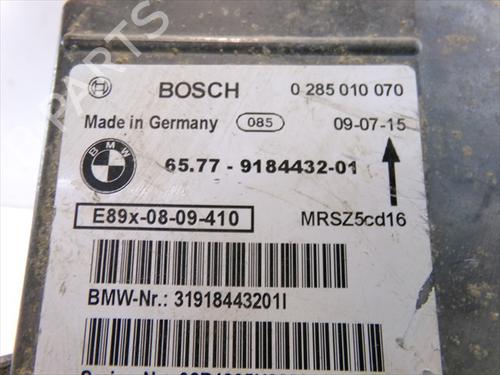 BOSCH 0 285 010 070
Made in Germany 085 09-07-15
BMW 65.77 - 9184432-01
E89x-08-09-410 MRSZ5cd16
BMW-Nr.: 31918443201I
PARTS